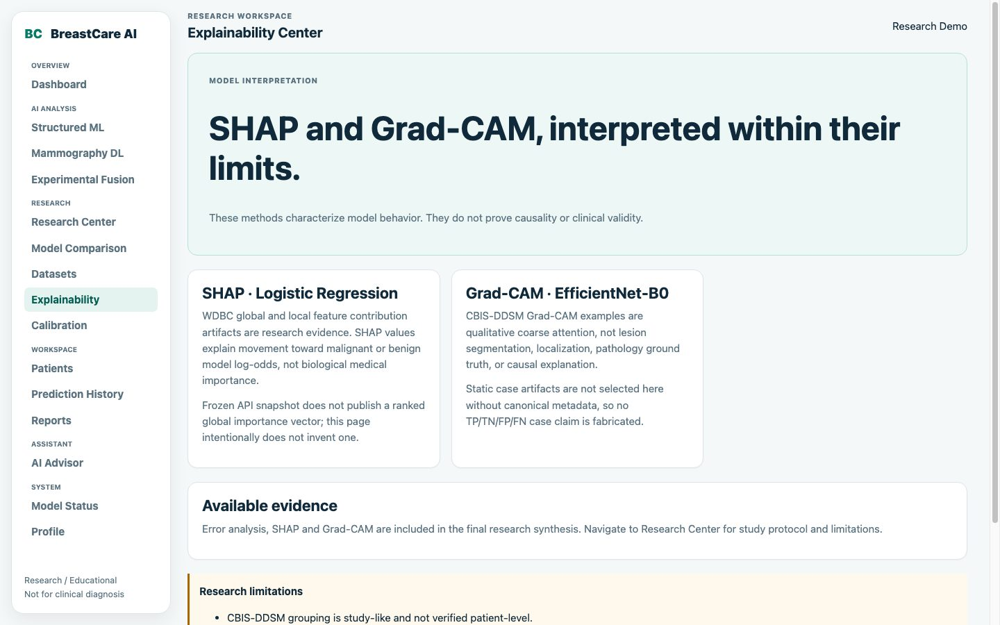 BC BreastCare AI
OVERVIEW
Dashboard
AI ANALYSIS
Structured ML
Mammography DL
Experimental Fusion
RESEARCH
Research Center
Model Comparison
Datasets
Explainability
Calibration
WORKSPACE
Patients
Prediction History
Reports
ASSISTANT
AI Advisor
SYSTEM
Model Status
Profile
Research / Educational
Not for clinical diagnosis
RESEARCH WORKSPACE
Explainability Center
Research Demo
MODEL INTERPRETATION
SHAP and Grad-CAM, interpreted within their
limits.
These methods characterize model behavior. They do not prove causality or clinical validity.
SHAP · Logistic Regression
WDBC global and local feature contribution
artifacts are research evidence. SHAP values
explain movement toward malignant or benign
model log-odds, not biological medical
importance.
Frozen API snapshot does not publish a ranked
global importance vector; this page
intentionally does not invent one.
Grad-CAM · EfficientNet-B0
CBIS-DDSM Grad-CAM examples are
qualitative coarse attention, not lesion
segmentation, localization, pathology ground
truth, or causal explanation.
Static case artifacts are not selected here
without canonical metadata, so no
TP/TN/FP/FN case claim is fabricated.
Available evidence
Error analysis, SHAP and Grad-CAM are included in the final research synthesis. Navigate to Research Center for study protocol and limitations.
Research limitations
• CBIS-DDSM grouping is study-like and not verified patient-level.